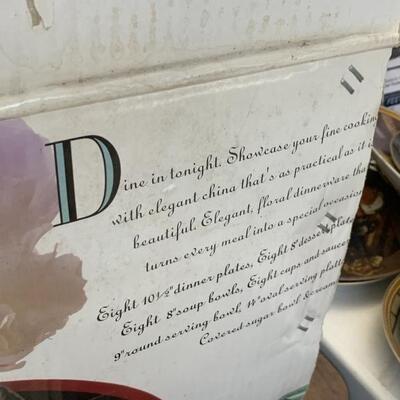 Dine in tonight. Showcase your fine cooking
with elegant china that's as practical as it is
beautiful. Elegant, floral dinnerware that
turns every meal into a special occasion.
Eight 10½" dinner plates, Eight 8" dessert plates,
Eight 8" soup bowls, Eight cups and saucers,
9" round serving bowl, 14" oval serving platter,
Covered sugar bowl & cream